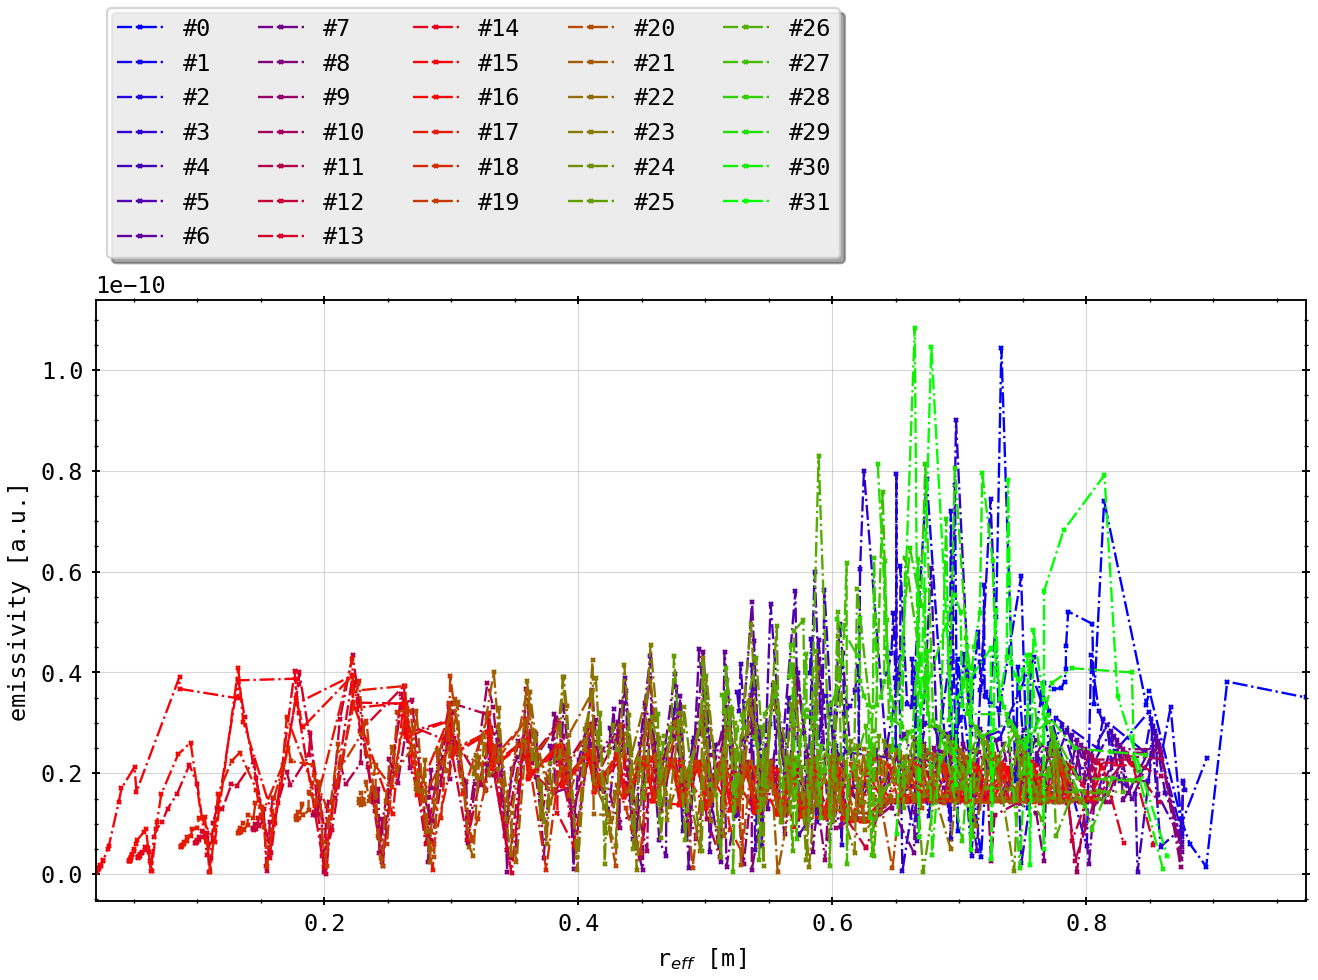 #0 #7 #14 #20 #26
#1 #8 #15 #21 #27
#2 #9 #16 #22 #28
#3 #10 #17 #23 #29
#4 #11 #18 #24 #30
#5 #12 #19 #25 #31
#6 #13
1e−10
1.0
0.8
0.6
0.4
0.2
0.0
emissivity [a.u.]
0.2 0.4 0.6 0.8
r_eff [m]